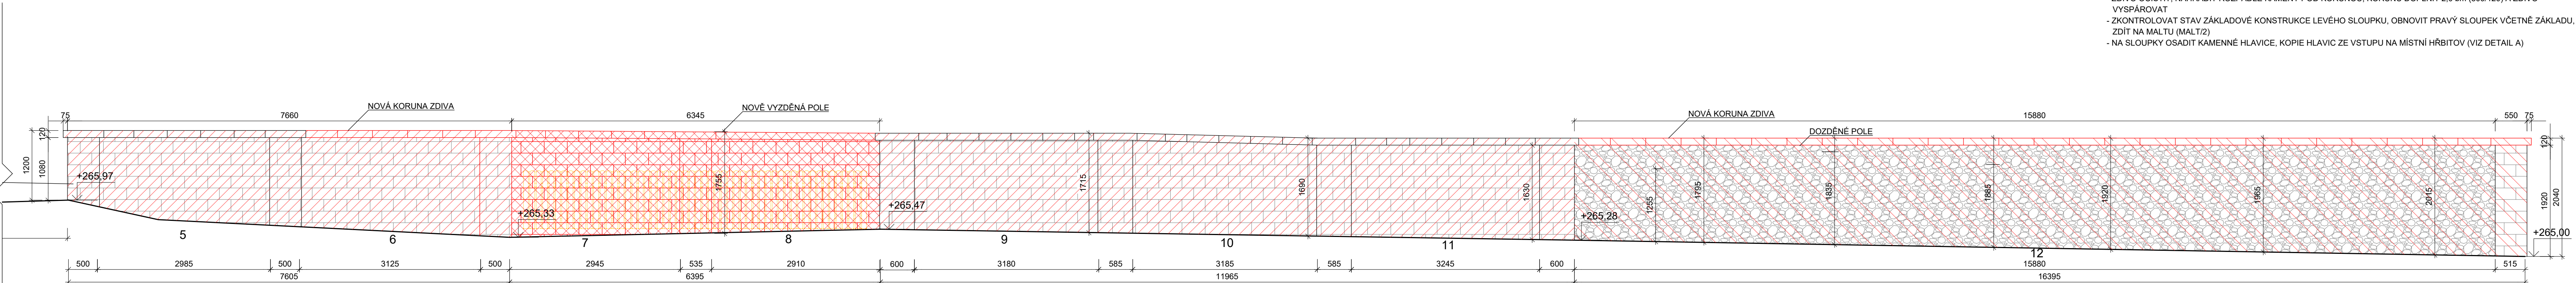 VYSPÁROVAT
- ZKONTROLOVAT STAV ZÁKLADOVÉ KONSTRUKCE LEVÉHO SLOUPKU, OBNOVIT PRAVÝ SLOUPEK VČETNĚ ZÁKLADU,
ZDÍT NA MALTU (MALT/2)
- NA SLOUPKY OSADIT KAMENNÉ HLAVICE, KOPIE HLAVIC ZE VSTUPU NA MÍSTNÍ HŘBITOV (VIZ DETAIL A)
NOVÁ KORUNA ZDIVA
NOVĚ VYZDĚNÁ POLE
NOVÁ KORUNA ZDIVA
DOZDĚNÉ POLE
75 7660 6345 15880 550 75
120
1080
1200
+265,97
+265,33
1755
+265,47
1715
1690
1630
+265,28
1255
1795
1835
1885
1920
1965
2015
120
1920
2040
+265,00
5 6 7 8 9 10 11 12
500 2985 500 3125 500 2945 535 2910 600 3180 585 3185 585 3245 600 15880 515
7605 6395 11965 16395